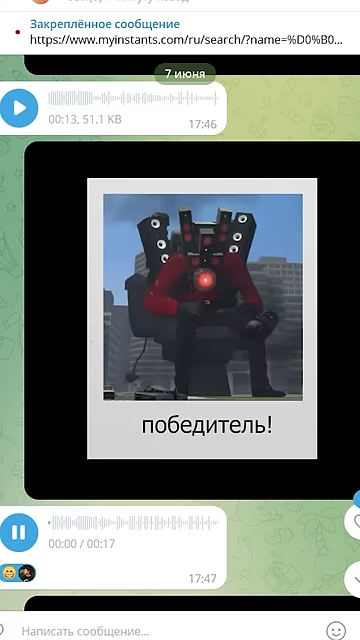 Закреплённое сообщение
https://www.myinstants.com/ru/search/?name=%D0%B0...
7 июня
00:13, 51.1 KB
17:46
победитель!
00:00 / 00:17
17:47
Написать сообщение...